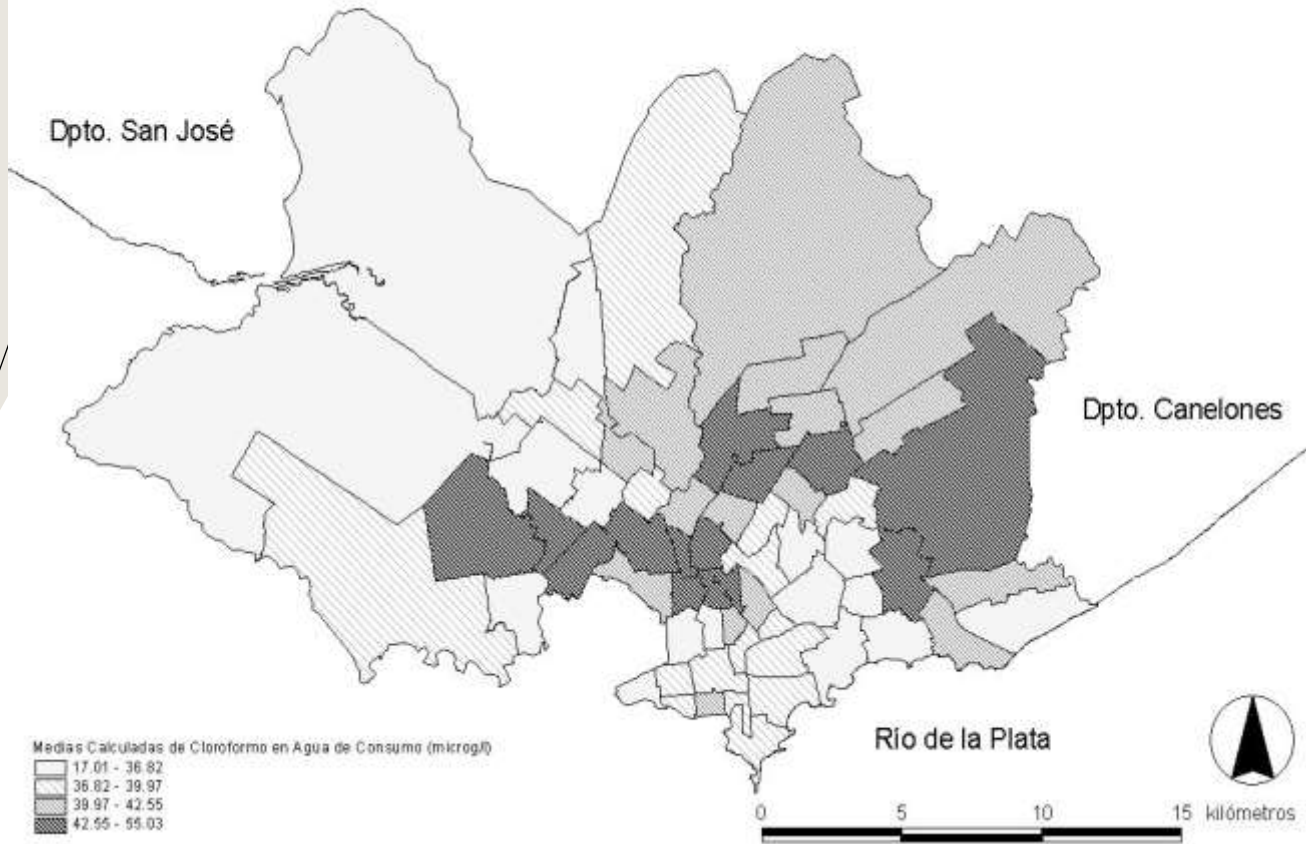 Dpto. San José
Dpto. Canelones
Río de la Plata
Medias Calculadas de Cloroformo en Agua de Consumo (microg/l)
17.01 - 36.82
36.82 - 39.97
39.97 - 42.55
42.55 - 55.03
0 5 10 15 kilómetros